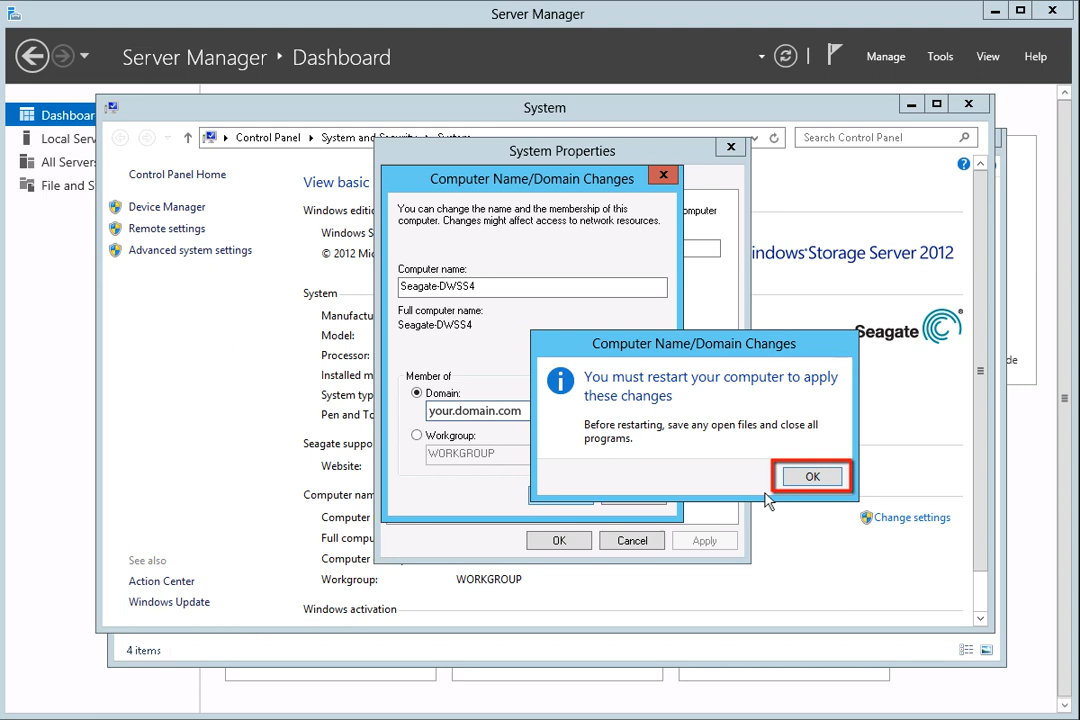 Server Manager
Server Manager
Dashboard
Manage
Tools
View
Help
Dashboar
Local Serv
All Server
File and S
System
Control Panel
System and Security
System
Search Control Panel
Control Panel Home
Device Manager
Remote settings
Advanced system settings
See also
Action Center
Windows Update
View basic
Windows editi
Windows S
© 2012 Mic
System
Manufactu
Model:
Processor:
Installed m
System typ
Pen and To
Seagate suppo
Website:
Computer nam
Computer
Full compu
Computer
Workgroup:
WORKGROUP
Windows activation
indows Storage Server 2012
Seagate
Change settings
4 items
System Properties
omputer
OK
Cancel
Apply
Computer Name/Domain Changes
You can change the name and the membership of this
computer. Changes might affect access to network resources.
Computer name:
Seagate-DWSS4
Full computer name:
Seagate-DWSS4
Member of
Domain:
your.domain.com
Workgroup:
WORKGROUP
Computer Name/Domain Changes
You must restart your computer to apply
these changes
Before restarting, save any open files and close all
programs.
OK
de